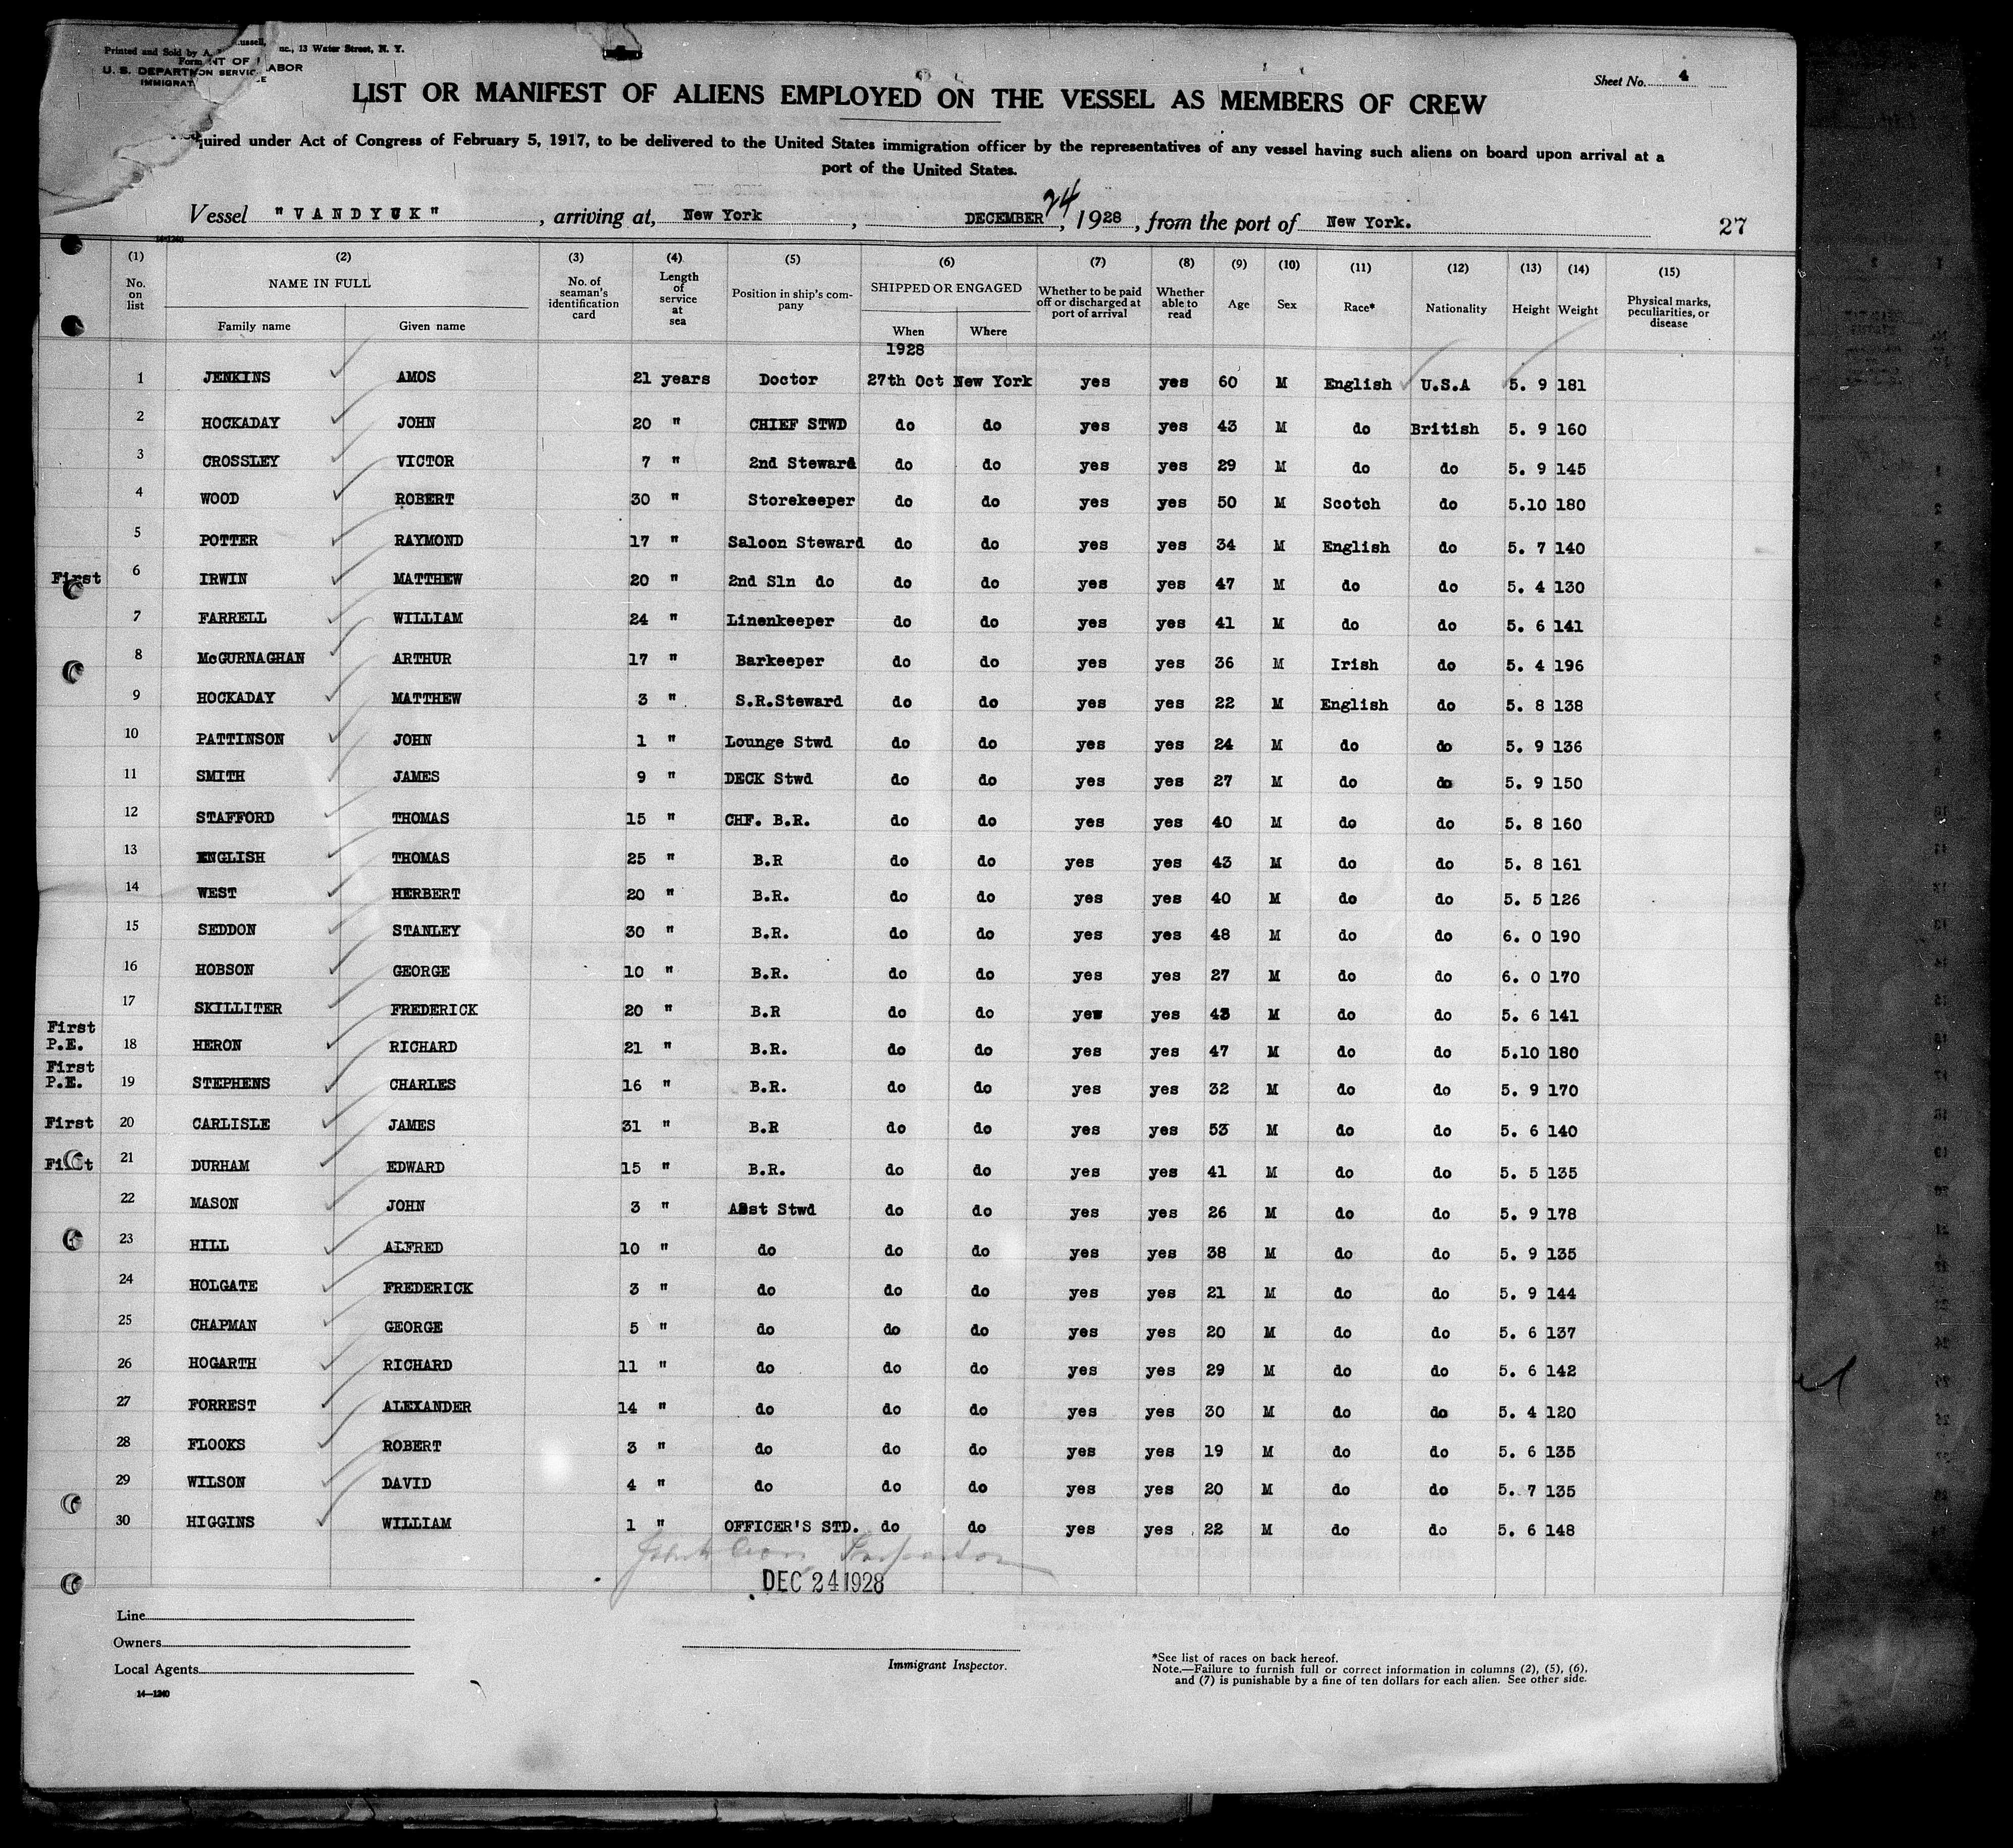 Printed and Sold by A. ussell, nc., 13 Water Street, N. Y.
Form
U. S. DEPARTM NT OF LABOR
IMMIGRAT ON SERVICE
Sheet No. 4
LIST OR MANIFEST OF ALIENS EMPLOYED ON THE VESSEL AS MEMBERS OF CREW
quired under Act of Congress of February 5, 1917, to be delivered to the United States immigration officer by the representatives of any vessel having such aliens on board upon arrival at a
port of the United States.
Vessel "VANDYCK", arriving at, New York, DECEMBER 24, 1928, from the port of New York. 27
14-1240
(1) (2) (3) (4) (5) (6) (7) (8) (9) (10) (11) (12) (13) (14) (15)
No. on list NAME IN FULL Family name Given name No. of seaman's identification card Length of service at sea Position in ship's company SHIPPED OR ENGAGED When Where Whether to be paid off or discharged at port of arrival Whether able to read Age Sex Race* Nationality Height Weight Physical marks, peculiarities, or disease
1928
1 JENKINS AMOS 21 years Doctor 27th Oct New York yes yes 60 M English U.S.A 5. 9 181
2 HOCKADAY JOHN 20 " CHIEF STWD do do yes yes 43 M do British 5. 9 160
3 CROSSLEY VICTOR 7 " 2nd Steward do do yes yes 29 M do do 5. 9 145
4 WOOD ROBERT 30 " Storekeeper do do yes yes 50 M Scotch do 5.10 180
5 POTTER RAYMOND 17 " Saloon Steward do do yes yes 34 M English do 5. 7 140
First 6 IRWIN MATTHEW 20 " 2nd Sln do do do yes yes 47 M do do 5. 4 130
7 FARRELL WILLIAM 24 " Linenkeeper do do yes yes 41 M do do 5. 6 141
8 McGURNAGHAN ARTHUR 17 " Barkeeper do do yes yes 36 M Irish do 5. 4 196
9 HOCKADAY MATTHEW 3 " S.R.Steward do do yes yes 22 M English do 5. 8 138
10 PATTINSON JOHN 1 " Lounge Stwd do do yes yes 24 M do do 5. 9 136
11 SMITH JAMES 9 " DECK Stwd do do yes yes 27 M do do 5. 9 150
12 STAFFORD THOMAS 15 " CHF. B.R. do do yes yes 40 M do do 5. 8 160
13 ENGLISH THOMAS 25 " B.R do do yes yes 43 M do do 5. 8 161
14 WEST HERBERT 20 " B.R. do do yes yes 40 M do do 5. 5 126
15 SEDDON STANLEY 30 " B.R. do do yes yes 48 M do do 6. 0 190
16 HOBSON GEORGE 10 " B.R. do do yes yes 27 M do do 6. 0 170
17 SKILLITER FREDERICK 20 " B.R do do yes yes 43 M do do 5. 6 141
First P.E. 18 HERON RICHARD 21 " B.R. do do yes yes 47 M do do 5.10 180
First P.E. 19 STEPHENS CHARLES 16 " B.R. do do yes yes 32 M do do 5. 9 170
First 20 CARLISLE JAMES 31 " B.R do do yes yes 53 M do do 5. 6 140
First 21 DURHAM EDWARD 15 " B.R. do do yes yes 41 M do do 5. 5 135
22 MASON JOHN 3 " Asst Stwd do do yes yes 26 M do do 5. 9 178
23 HILL ALFRED 10 " do do do yes yes 38 M do do 5. 9 135
24 HOLGATE FREDERICK 3 " do do do yes yes 21 M do do 5. 9 144
25 CHAPMAN GEORGE 5 " do do do yes yes 20 M do do 5. 6 137
26 HOGARTH RICHARD 11 " do do do yes yes 29 M do do 5. 6 142
27 FORREST ALEXANDER 14 " do do do yes yes 30 M do do 5. 4 120
28 FLOOKS ROBERT 3 " do do do yes yes 19 M do do 5. 6 135
29 WILSON DAVID 4 " do do do yes yes 20 M do do 5. 7 135
30 HIGGINS WILLIAM 1 " OFFICER'S STD. do do yes yes 22 M do do 5. 6 148
DEC 24 1928
Line
Owners
Local Agents
14—1240
Immigrant Inspector.
*See list of races on back hereof.
Note.—Failure to furnish full or correct information in columns (2), (5), (6),
and (7) is punishable by a fine of ten dollars for each alien. See other side.